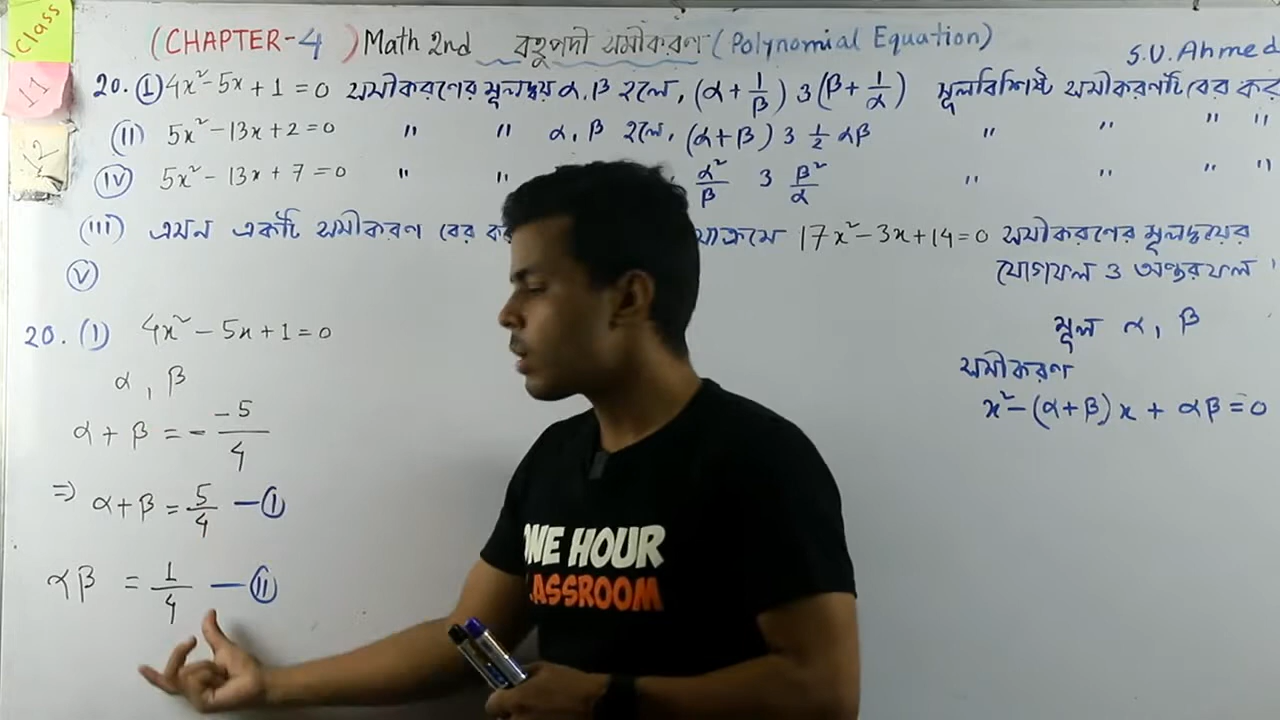 Class
11
12
(CHAPTER-4) Math 2nd বহুপদী সমীকরণ (Polynomial Equation)
S.U.Ahmed
20. (I) 4x² - 5x + 1 = 0 সমীকরণের মূলদ্বয় α, β হলে, (α + 1/β) ও (β + 1/α) মূলবিশিষ্ট সমীকরণটি বের কর
(II) 5x² - 13x + 2 = 0 " " α, β হলে, (α + β) ও 1/2 αβ " " " "
(IV) 5x² - 13x + 7 = 0 " " α²/β ও β²/α " " " "
(III) এমন একটি সমীকরণ বের 17x² - 3x + 14 = 0 সমীকরণের মূলদ্বয়ের
যোগফল ও অন্তরফল ।
(V)
20. (I) 4x² - 5x + 1 = 0
α, β
α + β = - -5/4
⇒ α + β = 5/4 — (I)
αβ = 1/4 — (II)
মূল α, β
সমীকরণ
x² - (α + β) x + αβ = 0
ONE HOUR
CLASSROOM